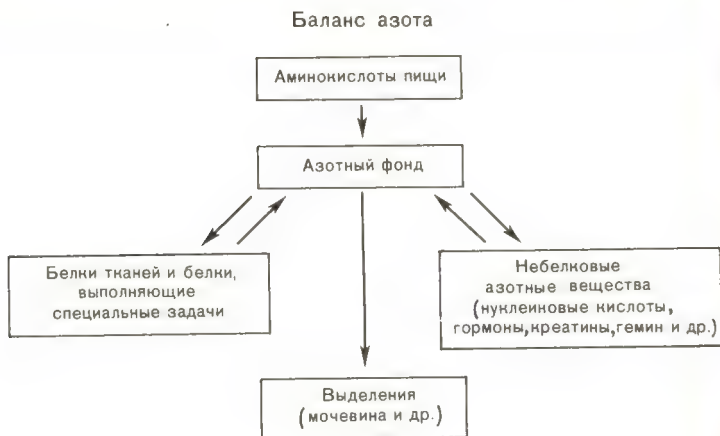 Баланс азота
Аминокислоты пищи
Азотный фонд
Белки тканей и белки,
выполняющие
специальные задачи
Небелковые
азотные вещества
(нуклеиновые кислоты,
гормоны,креатины,гемин и др.)
Выделения
(мочевина и др.)